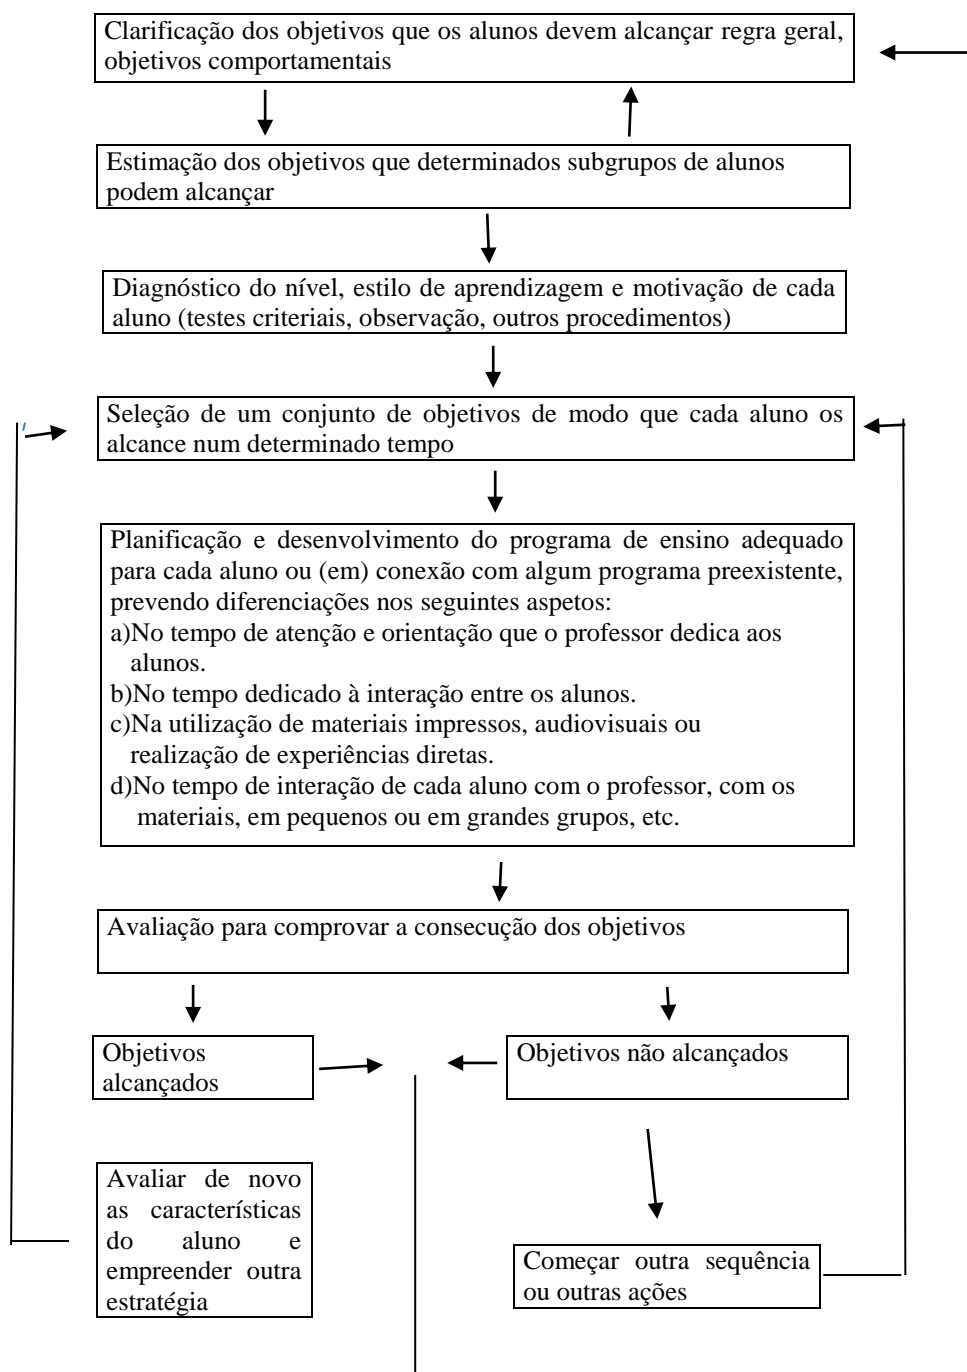 Clarificação dos objetivos que os alunos devem alcançar regra geral,
objetivos comportamentais
Estimação dos objetivos que determinados subgrupos de alunos
podem alcançar
Diagnóstico do nível, estilo de aprendizagem e motivação de cada
aluno (testes criteriais, observação, outros procedimentos)
Seleção de um conjunto de objetivos de modo que cada aluno os
alcance num determinado tempo
Planificação e desenvolvimento do programa de ensino adequado
para cada aluno ou (em) conexão com algum programa preexistente,
prevendo diferenciações nos seguintes aspetos:
a)No tempo de atenção e orientação que o professor dedica aos
alunos.
b)No tempo dedicado à interação entre os alunos.
c)Na utilização de materiais impressos, audiovisuais ou
realização de experiências diretas.
d)No tempo de interação de cada aluno com o professor, com os
materiais, em pequenos ou em grandes grupos, etc.
Avaliação para comprovar a consecução dos objetivos
Objetivos
alcançados
Objetivos não alcançados
Avaliar de novo
as características
do aluno e
empreender outra
estratégia
Começar outra sequência
ou outras ações